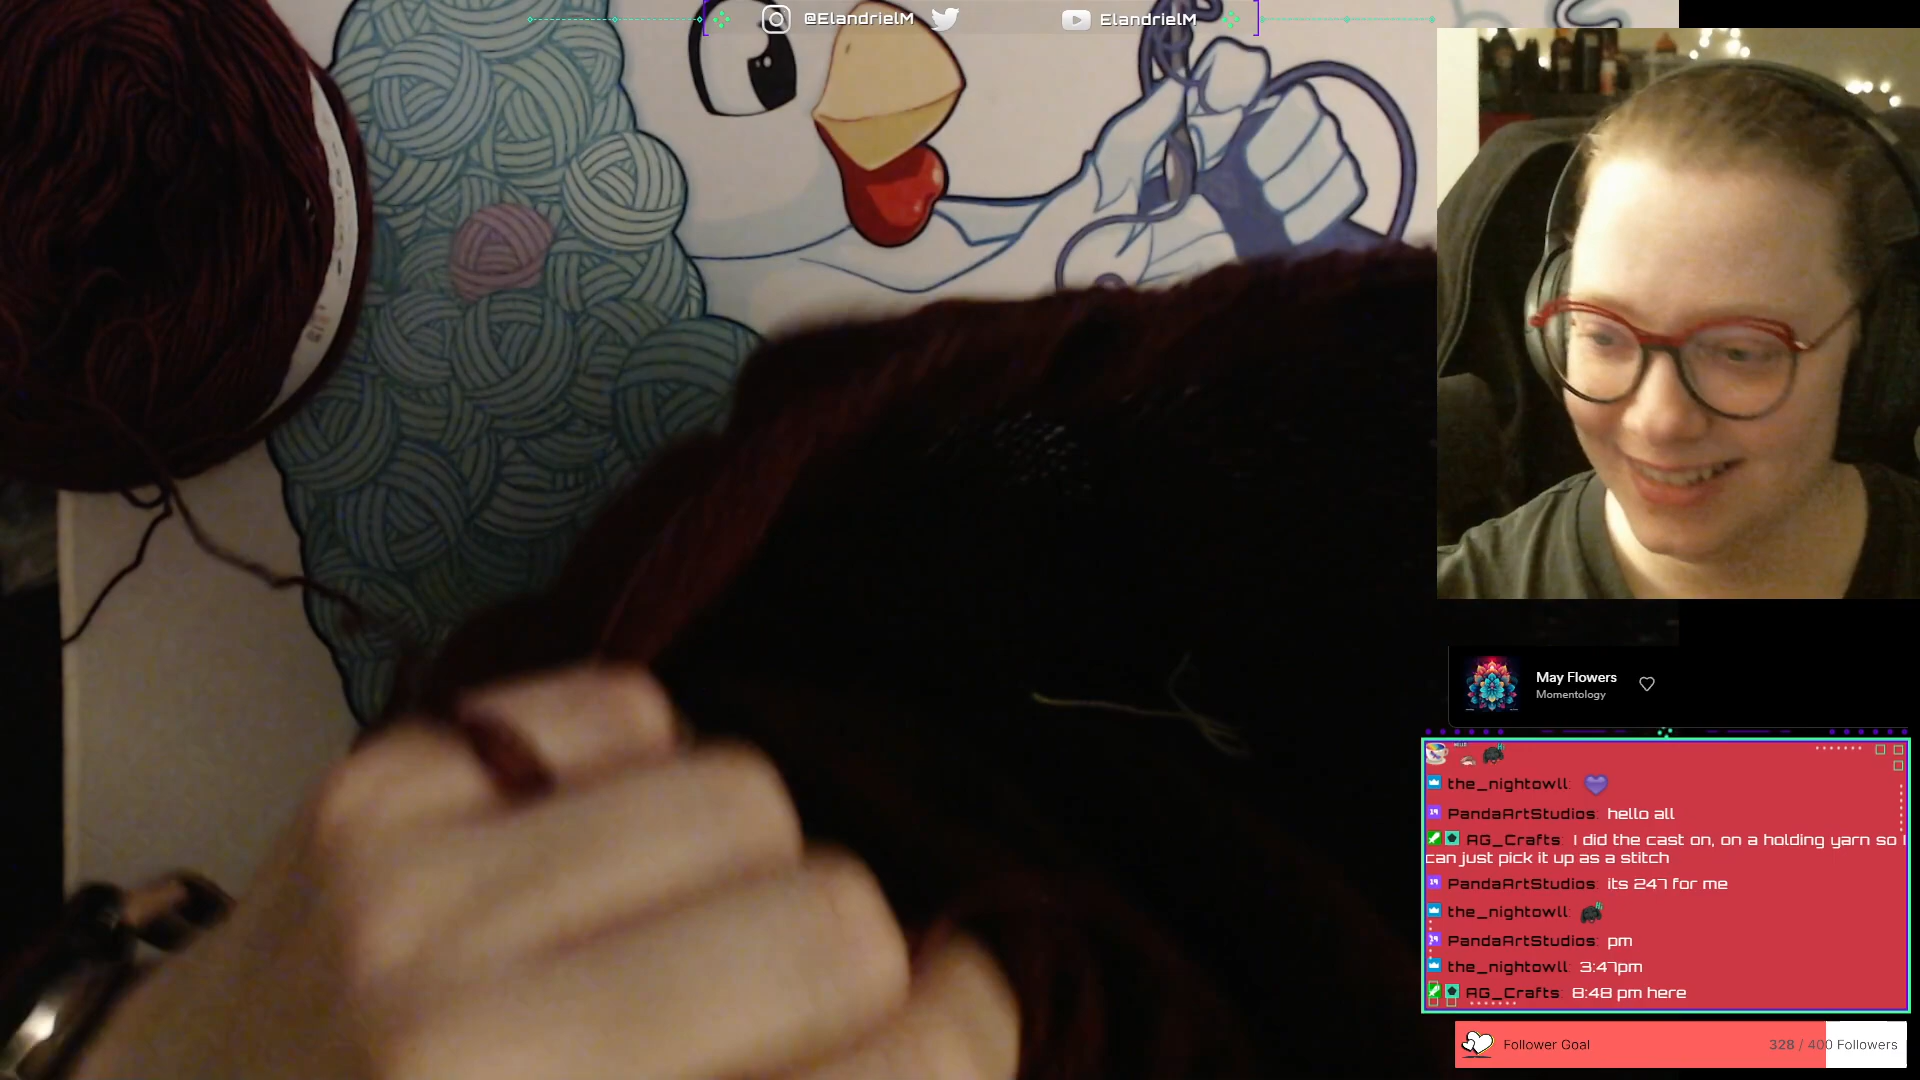 @ElandrielM
ElandrielM
May Flowers
Momentology
the_nightowll:
PandaArtStudios: hello all
AG_Crafts: I did the cast on, on a holding yarn so I
can just pick it up as a stitch
PandaArtStudios: its 247 for me
the_nightowll:
PandaArtStudios: pm
the_nightowll: 3:47pm
AG_Crafts: 8:48 pm here
Follower Goal
328 / 400 Followers